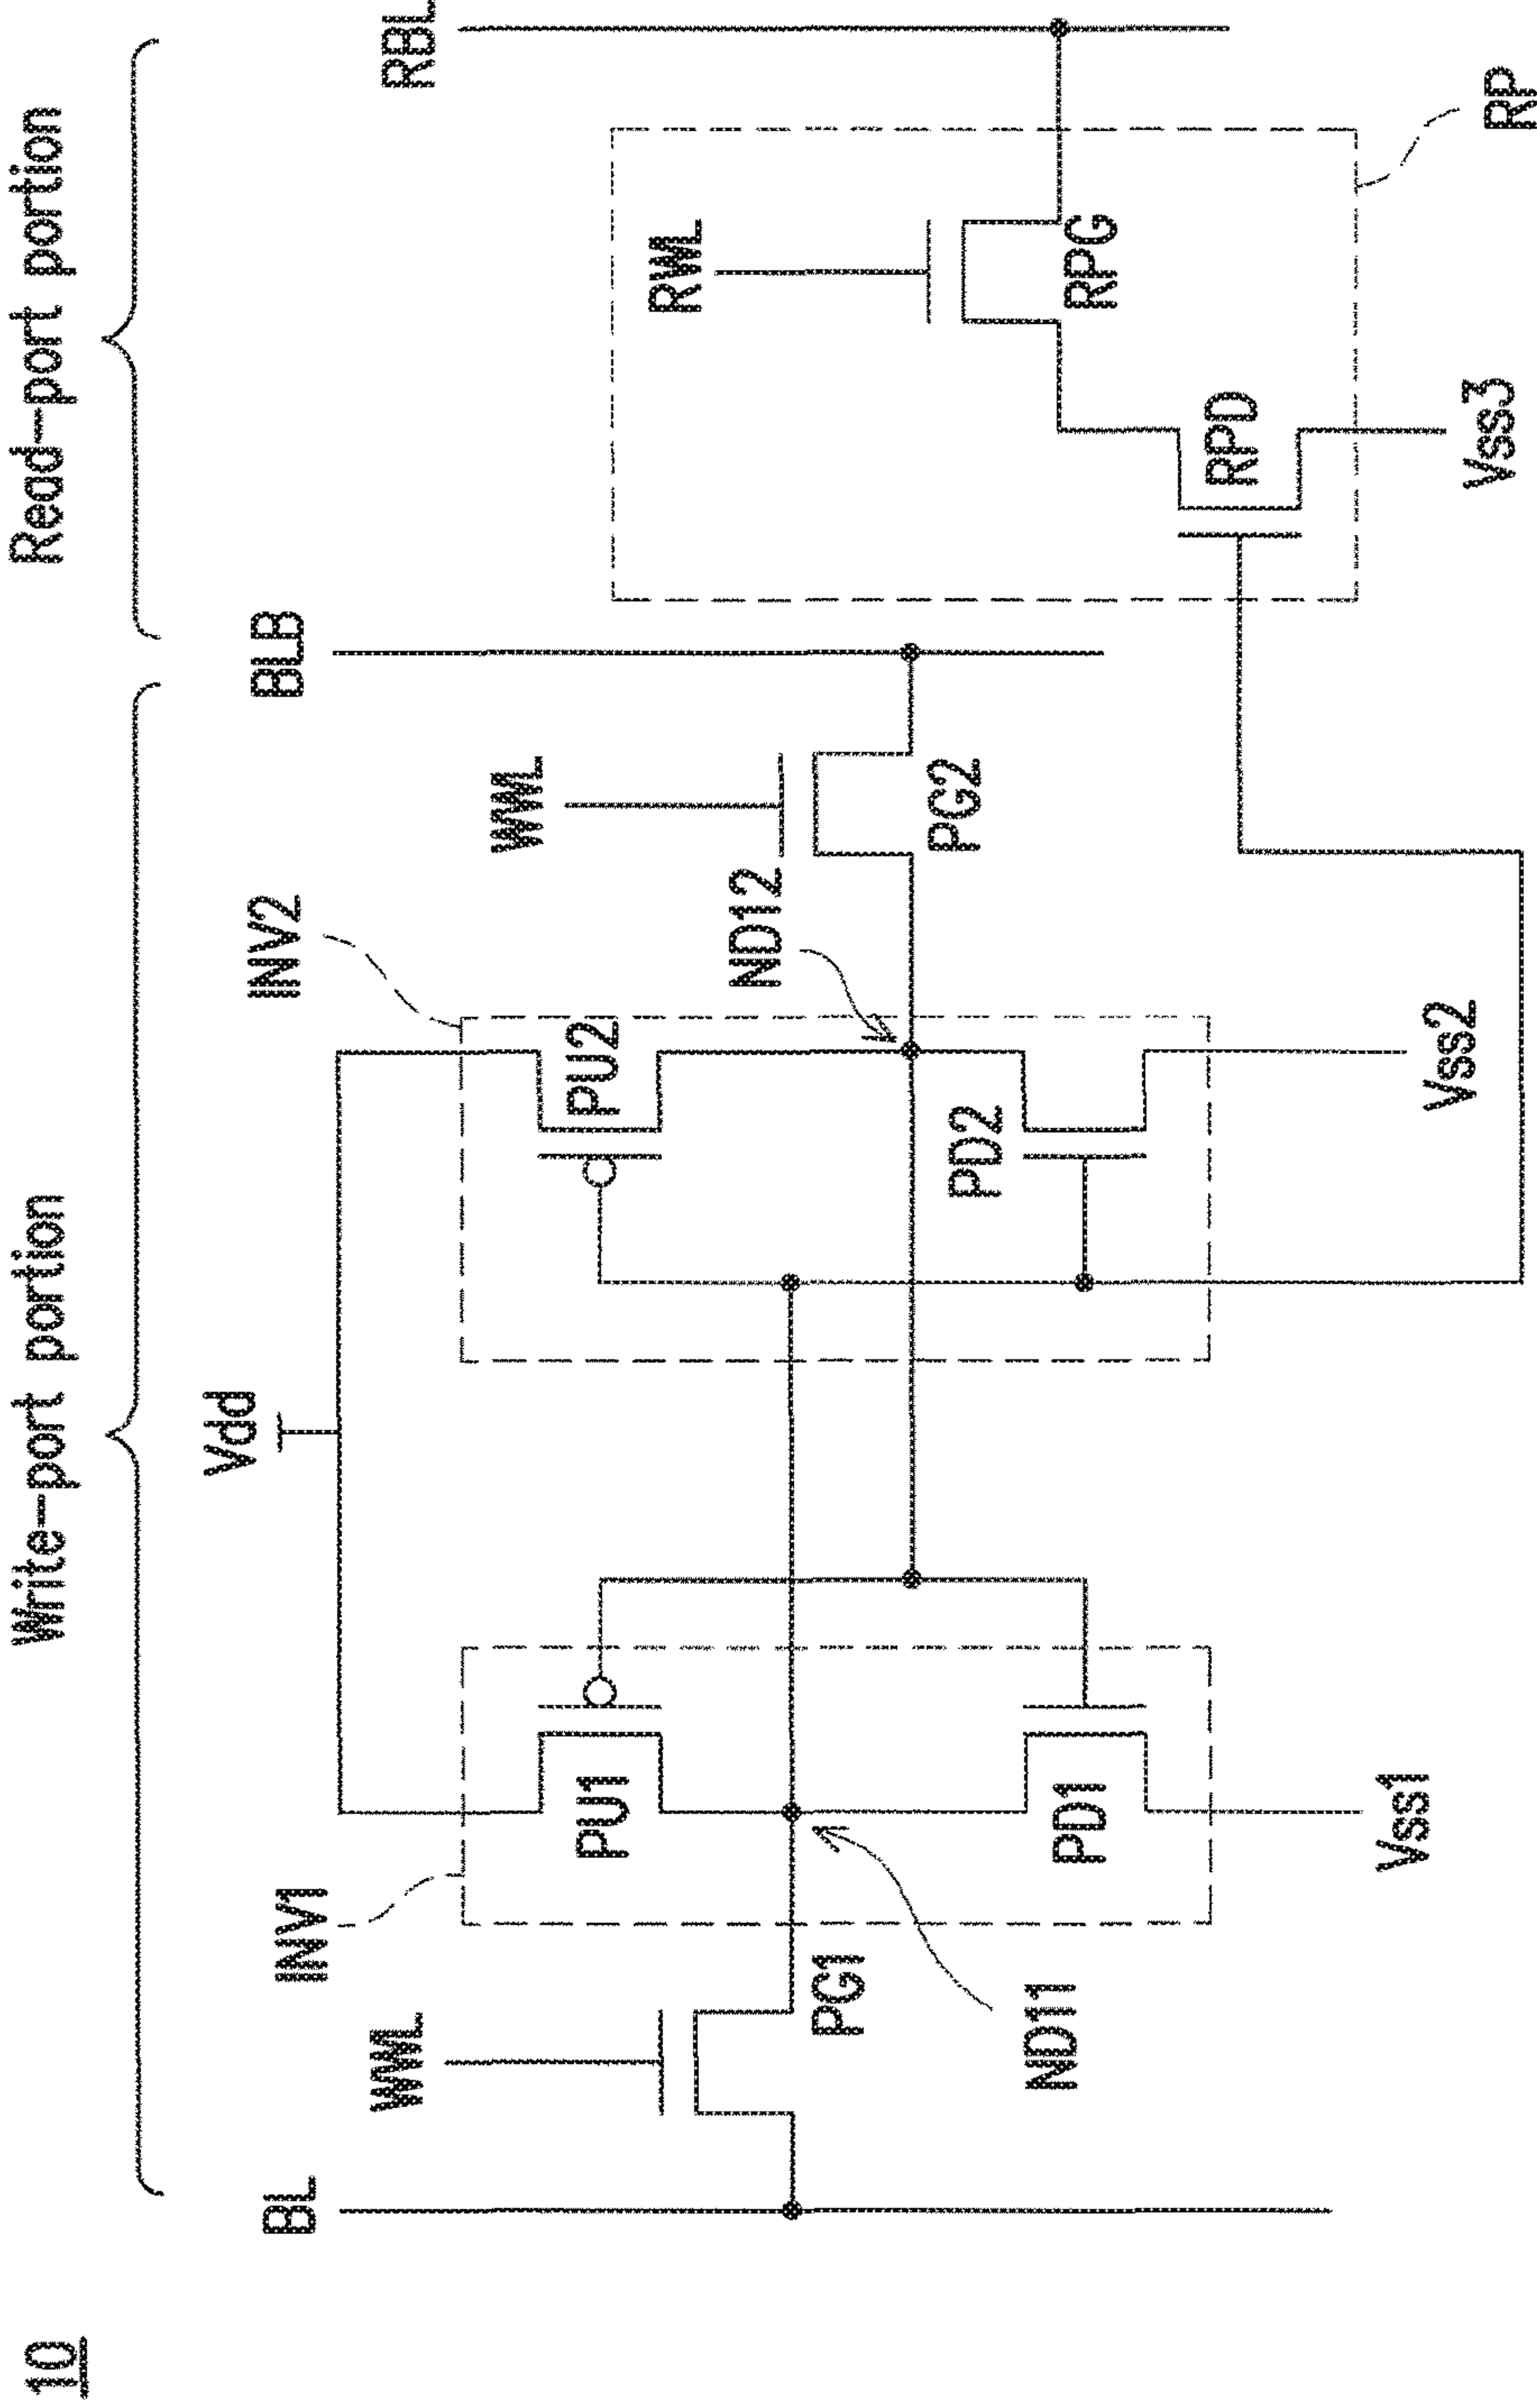 10
Write-port portion
Read-port portion
BL
Vdd
BLB
RBL
INV1
INV2
WWL
WWL
RWL
PU1
PU2
ND12
PG1
PG2
RPG
ND11
PD1
PD2
RPD
Vss1
Vss2
Vss3
RP